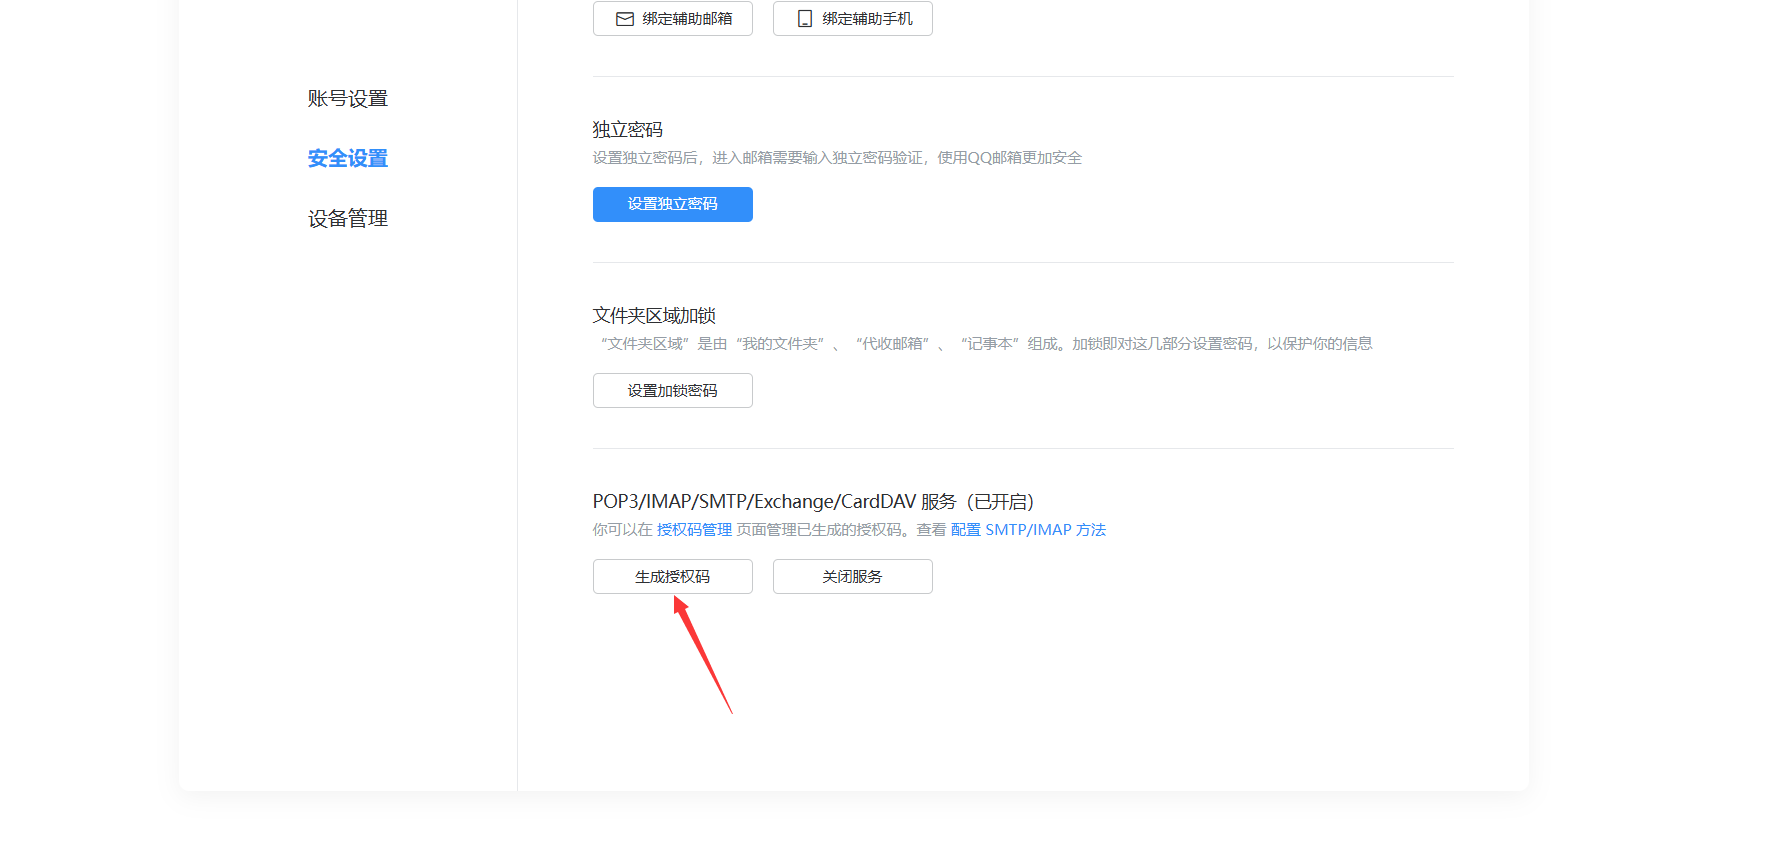 绑定辅助邮箱
绑定辅助手机
账号设置
安全设置
设备管理
独立密码
设置独立密码后，进入邮箱需要输入独立密码验证，使用QQ邮箱更加安全
设置独立密码
文件夹区域加锁
“文件夹区域”是由“我的文件夹”、“代收邮箱”、“记事本”组成。加锁即对这几部分设置密码，以保护你的信息
设置加锁密码
POP3/IMAP/SMTP/Exchange/CardDAV 服务（已开启）
你可以在 授权码管理 页面管理已生成的授权码。查看 配置 SMTP/IMAP 方法
生成授权码
关闭服务